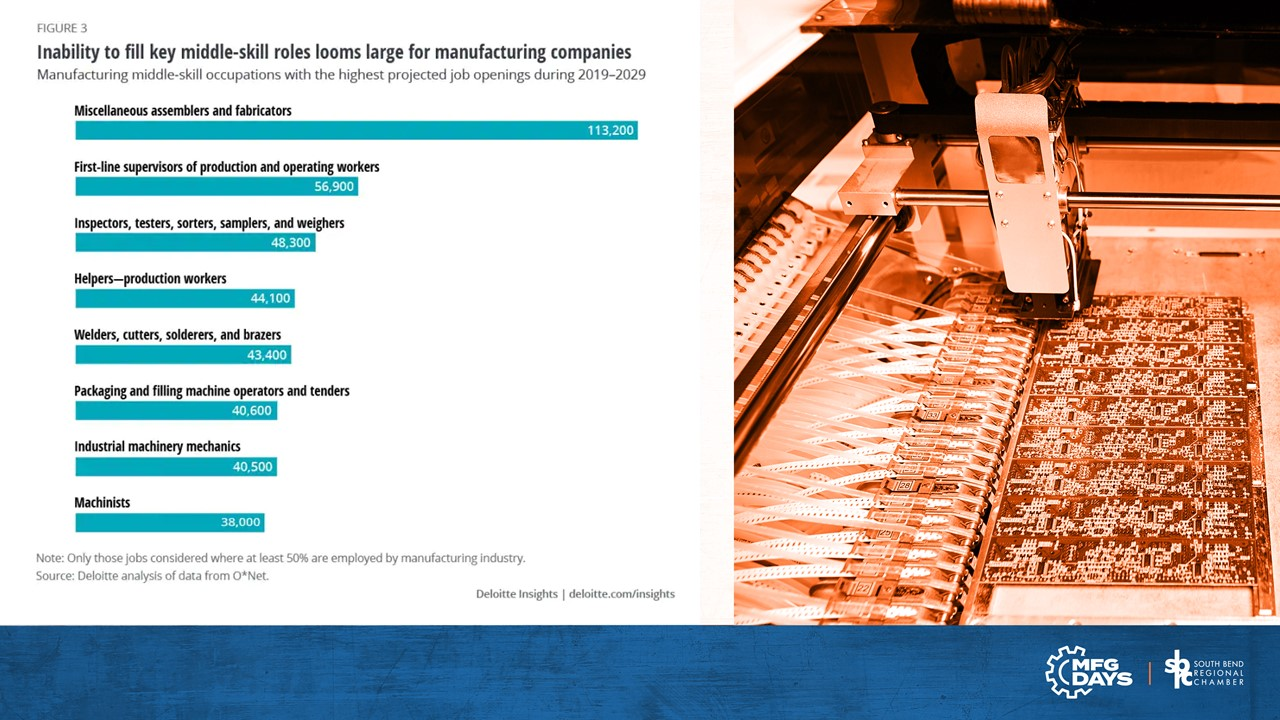 FIGURE 3
Inability to fill key middle-skill roles looms large for manufacturing companies
Manufacturing middle-skill occupations with the highest projected job openings during 2019–2029
Miscellaneous assemblers and fabricators
113,200
First-line supervisors of production and operating workers
56,900
Inspectors, testers, sorters, samplers, and weighers
48,300
Helpers—production workers
44,100
Welders, cutters, solderers, and brazers
43,400
Packaging and filling machine operators and tenders
40,600
Industrial machinery mechanics
40,500
Machinists
38,000
Note: Only those jobs considered where at least 50% are employed by manufacturing industry.
Source: Deloitte analysis of data from O*Net.
Deloitte Insights | deloitte.com/insights
MFG
DAYS
sbrc
SOUTH BEND
REGIONAL
CHAMBER